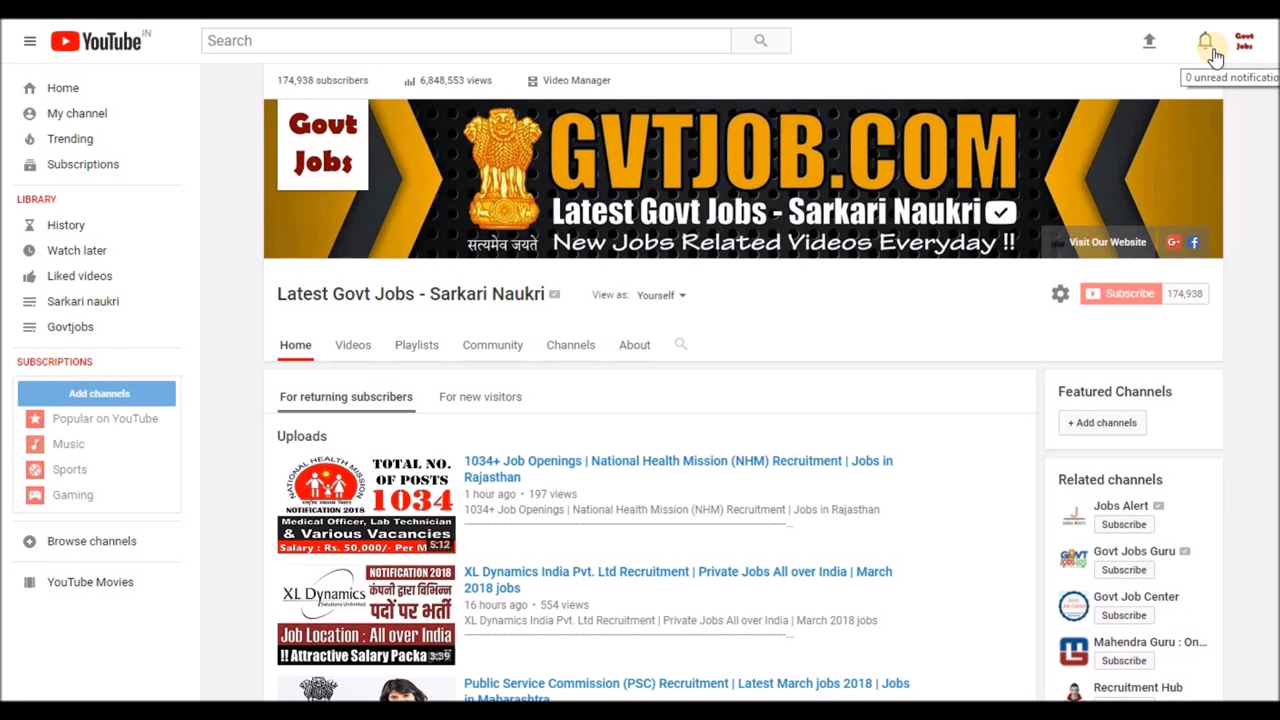 YouTube IN
Search
Govt Jobs
0 unread notificatio
Home
My channel
Trending
Subscriptions
LIBRARY
History
Watch later
Liked videos
Sarkari naukri
Govtjobs
SUBSCRIPTIONS
Add channels
Popular on YouTube
Music
Sports
Gaming
Browse channels
YouTube Movies
174,938 subscribers
6,848,553 views
Video Manager
Govt
Jobs
सत्यमेव जयते
GVTJOB.COM
Latest Govt Jobs - Sarkari Naukri
New Jobs Related Videos Everyday !!
Visit Our Website
G+ f
Latest Govt Jobs - Sarkari Naukri
View as: Yourself
Subscribe 174,938
Home Videos Playlists Community Channels About
For returning subscribers For new visitors
Uploads
NATIONAL HEALTH MISSION
NOTIFICATION 2018
TOTAL NO.
OF POSTS
1034
Medical Officer, Lab Technician
& Various Vacancies
Salary : Rs. 50,000/- Per M
5:12
1034+ Job Openings | National Health Mission (NHM) Recruitment | Jobs in
Rajasthan
1 hour ago • 197 views
1034+ Job Openings | National Health Mission (NHM) Recruitment | Jobs in Rajasthan
XL Dynamics
Solutions Unlimited
NOTIFICATION 2018
कंपनी द्वारा विभिन्न
पदों पर भर्ती
Job Location : All over India
!! Attractive Salary Packa
3:39
XL Dynamics India Pvt. Ltd Recruitment | Private Jobs All over India | March
2018 jobs
16 hours ago • 554 views
XL Dynamics India Pvt. Ltd Recruitment | Private Jobs All over India | March 2018 jobs
Public Service Commission (PSC) Recruitment | Latest March jobs 2018 | Jobs
in Maharashtra
Featured Channels
+ Add channels
Related channels
Jobs Alert
Subscribe
Govt Jobs Guru
Subscribe
Govt Job Center
Subscribe
Mahendra Guru : On...
Subscribe
Recruitment Hub